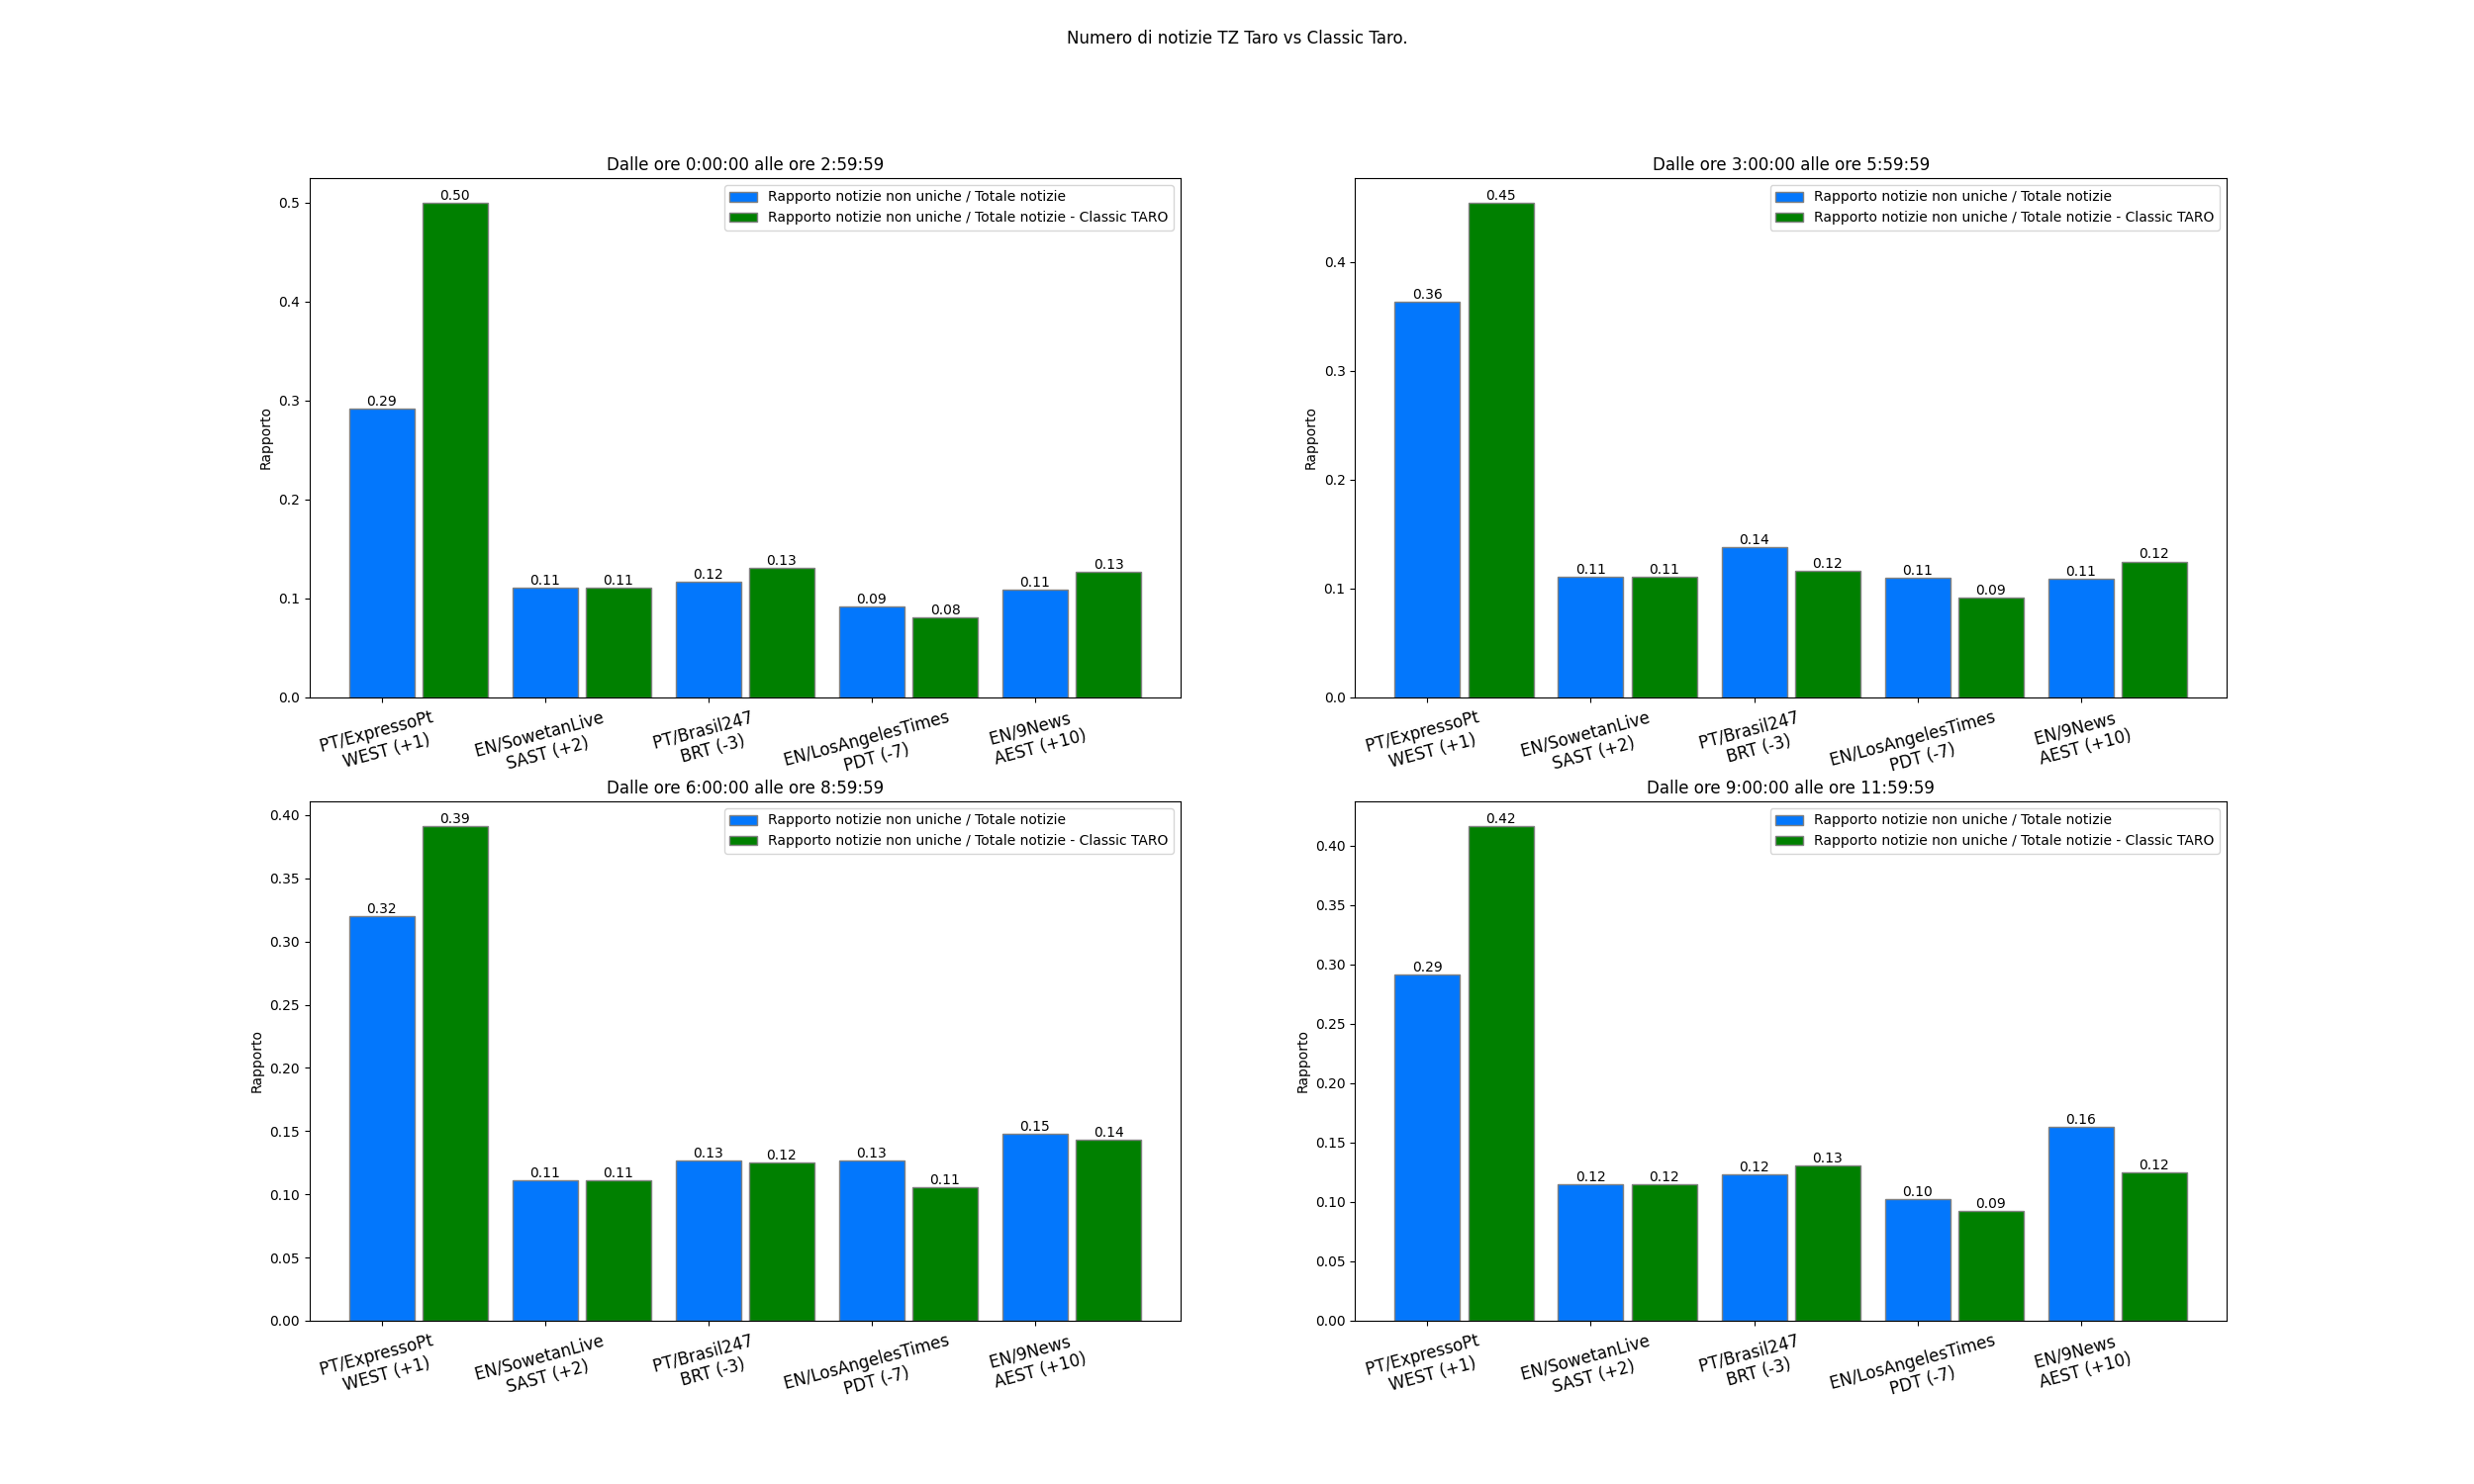 Numero di notizie TZ Taro vs Classic Taro.
Dalle ore 0:00:00 alle ore 2:59:59
Rapporto notizie non uniche / Totale notizie
Rapporto notizie non uniche / Totale notizie - Classic TARO
Rapporto
0.5
0.4
0.3
0.2
0.1
0.0
0.29
0.50
0.11
0.11
0.12
0.13
0.09
0.08
0.11
0.13
PT/ExpressoPt
WEST (+1)
EN/SowetanLive
SAST (+2)
PT/Brasil247
BRT (-3)
EN/LosAngelesTimes
PDT (-7)
EN/9News
AEST (+10)
Dalle ore 3:00:00 alle ore 5:59:59
Rapporto notizie non uniche / Totale notizie
Rapporto notizie non uniche / Totale notizie - Classic TARO
Rapporto
0.4
0.3
0.2
0.1
0.0
0.36
0.45
0.11
0.11
0.14
0.12
0.11
0.09
0.11
0.12
PT/ExpressoPt
WEST (+1)
EN/SowetanLive
SAST (+2)
PT/Brasil247
BRT (-3)
EN/LosAngelesTimes
PDT (-7)
EN/9News
AEST (+10)
Dalle ore 6:00:00 alle ore 8:59:59
Rapporto notizie non uniche / Totale notizie
Rapporto notizie non uniche / Totale notizie - Classic TARO
Rapporto
0.40
0.35
0.30
0.25
0.20
0.15
0.10
0.05
0.00
0.32
0.39
0.11
0.11
0.13
0.12
0.13
0.11
0.15
0.14
PT/ExpressoPt
WEST (+1)
EN/SowetanLive
SAST (+2)
PT/Brasil247
BRT (-3)
EN/LosAngelesTimes
PDT (-7)
EN/9News
AEST (+10)
Dalle ore 9:00:00 alle ore 11:59:59
Rapporto notizie non uniche / Totale notizie
Rapporto notizie non uniche / Totale notizie - Classic TARO
Rapporto
0.40
0.35
0.30
0.25
0.20
0.15
0.10
0.05
0.00
0.29
0.42
0.12
0.12
0.12
0.13
0.10
0.09
0.16
0.12
PT/ExpressoPt
WEST (+1)
EN/SowetanLive
SAST (+2)
PT/Brasil247
BRT (-3)
EN/LosAngelesTimes
PDT (-7)
EN/9News
AEST (+10)